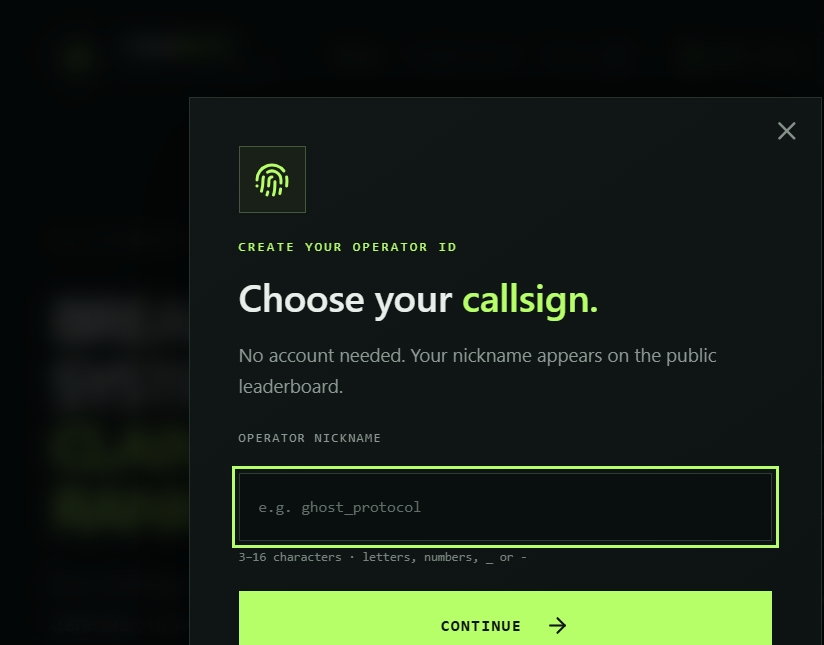 CREATE YOUR OPERATOR ID
Choose your callsign.
No account needed. Your nickname appears on the public
leaderboard.
OPERATOR NICKNAME
e.g. ghost_protocol
3–16 characters · letters, numbers, _ or -
CONTINUE